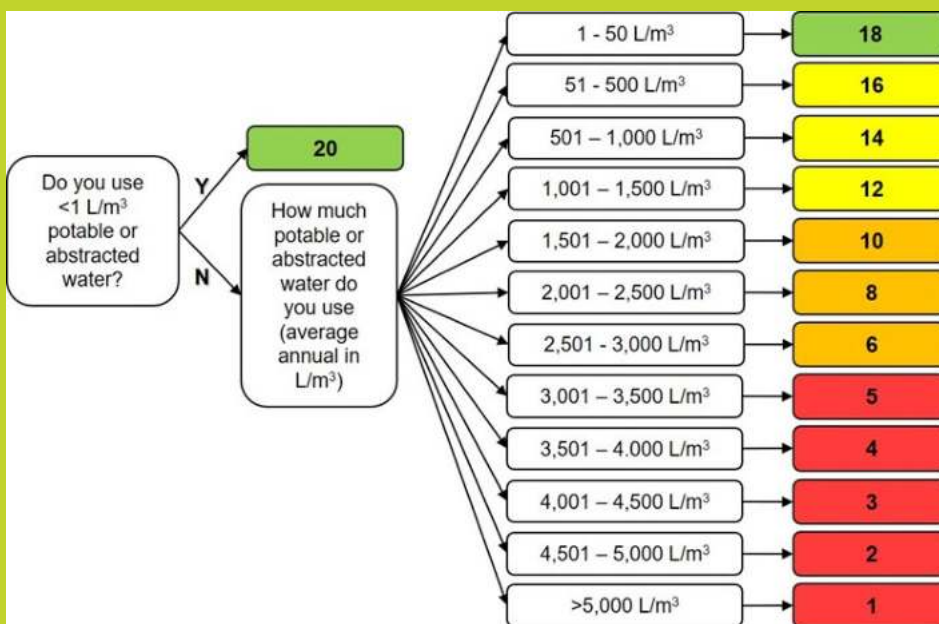 Do you use
<1 L/m³
potable or
abstracted
water?
Y
N
20
How much
potable or
abstracted
water do
you use
(average
annual in
L/m³)
1 - 50 L/m³
18
51 - 500 L/m³
16
501 – 1,000 L/m³
14
1,001 – 1,500 L/m³
12
1,501 – 2,000 L/m³
10
2,001 – 2,500 L/m³
8
2,501 - 3,000 L/m³
6
3,001 – 3,500 L/m³
5
3,501 – 4.000 L/m³
4
4,001 – 4,500 L/m³
3
4,501 – 5,000 L/m³
2
>5,000 L/m³
1